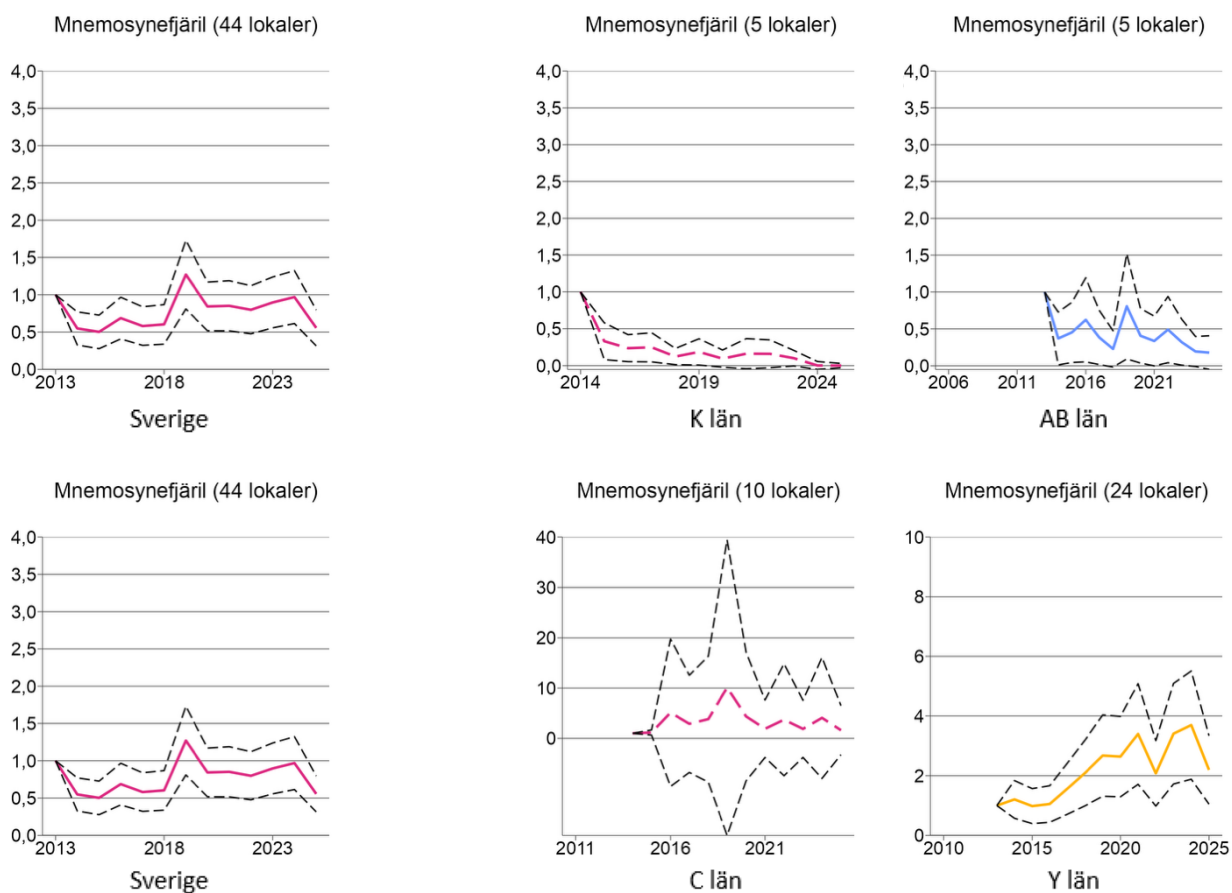 Mnemosynefjäril (44 lokaler)
4,0
3,5
3,0
2,5
2,0
1,5
1,0
0,5
0,0
2013 2018 2023
Sverige
Mnemosynefjäril (5 lokaler)
4,0
3,5
3,0
2,5
2,0
1,5
1,0
0,5
0,0
2014 2019 2024
K län
Mnemosynefjäril (5 lokaler)
4,0
3,5
3,0
2,5
2,0
1,5
1,0
0,5
0,0
2006 2011 2016 2021
AB län
Mnemosynefjäril (44 lokaler)
4,0
3,5
3,0
2,5
2,0
1,5
1,0
0,5
0,0
2013 2018 2023
Sverige
Mnemosynefjäril (10 lokaler)
40
30
20
10
0
2011 2016 2021
C län
Mnemosynefjäril (24 lokaler)
10
8
6
4
2
0
2010 2015 2020 2025
Y län